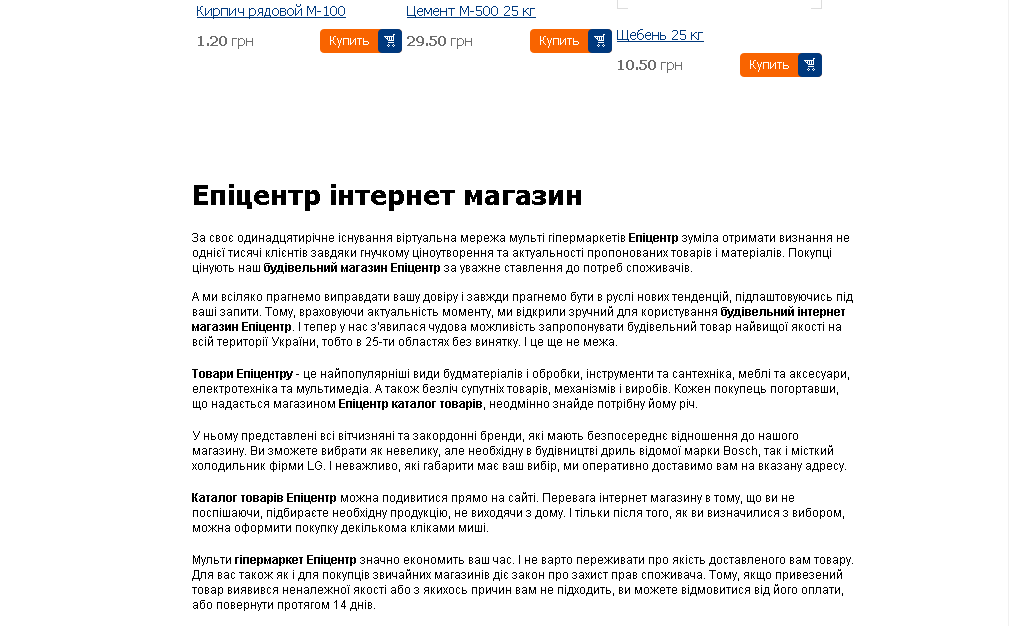 Кирпич рядовой М-100
Цемент М-500 25 кг
Щебень 25 кг
1.20 грн
Купить
29.50 грн
Купить
10.50 грн
Купить
Епіцентр інтернет магазин
За своє одинадцятирічне існування віртуальна мережа мульті гіпермаркетів Епіцентр зуміла отримати визнання не
однієї тисячі клієнтів завдяки гнучкому ціноутворення та актуальності пропонованих товарів і матеріалів. Покупці
цінують наш будівельний магазин Епіцентр за уважне ставлення до потреб споживачів.
А ми всіляко прагнемо виправдати вашу довіру і завжди прагнемо бути в руслі нових тенденцій, підлаштовуючись під
ваші запити. Тому, враховуючи актуальність моменту, ми відкрили зручний для користування будівельний інтернет
магазин Епіцентр. І тепер у нас з'явилася чудова можливість запропонувати будівельний товар найвищої якості на
всій території України, тобто в 25-ти областях без винятку. І це ще не межа.
Товари Епіцентру - це найпопулярніші види будматеріалів і обробки, інструменти та сантехніка, меблі та аксесуари,
електротехніка та мультимедіа. А також безліч супутніх товарів, механізмів і виробів. Кожен покупець погортавши,
що надається магазином Епіцентр каталог товарів, неодмінно знайде потрібну йому річ.
У ньому представлені всі вітчизняні та закордонні бренди, які мають безпосереднє відношення до нашого
магазину. Ви зможете вибрати як невелику, але необхідну в будівництві дриль відомої марки Bosch, так і місткий
холодильник фірми LG. І неважливо, які габарити має ваш вибір, ми оперативно доставимо вам на вказану адресу.
Каталог товарів Епіцентр можна подивитися прямо на сайті. Перевага інтернет магазину в тому, що ви не
поспішаючи, підбираєте необхідну продукцію, не виходячи з дому. І тільки після того, як ви визначилися з вибором,
можна оформити покупку декількома кліками миші.
Мульти гіпермаркет Епіцентр значно економить ваш час. І не варто переживати про якість доставленого вам товару.
Для вас також як і для покупців звичайних магазинів діє закон про захист прав споживача. Тому, якщо привезений
товар виявився неналежної якості або з якихось причин вам не підходить, ви можете відмовитися від його оплати,
або повернути протягом 14 днів.